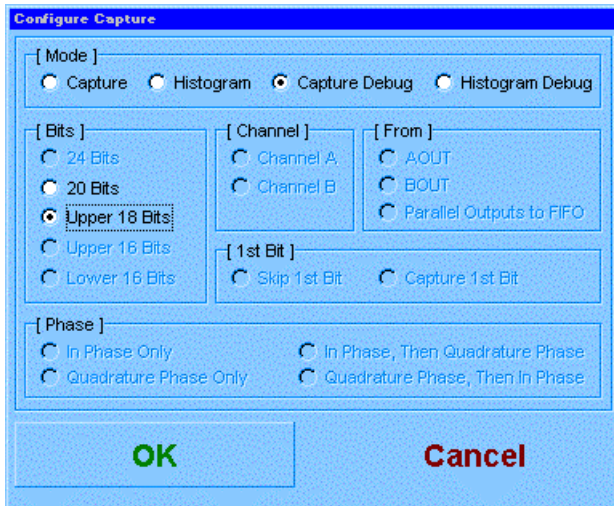 Configure Capture
[ Mode ]
Capture Histogram Capture Debug Histogram Debug
[ Bits ]
24 Bits
20 Bits
Upper 18 Bits
Upper 16 Bits
Lower 16 Bits
[ Channel ]
Channel A
Channel B
[ From ]
AOUT
BOUT
Parallel Outputs to FIFO
[ 1st Bit ]
Skip 1st Bit Capture 1st Bit
[ Phase ]
In Phase Only In Phase, Then Quadrature Phase
Quadrature Phase Only Quadrature Phase, Then In Phase
OK Cancel